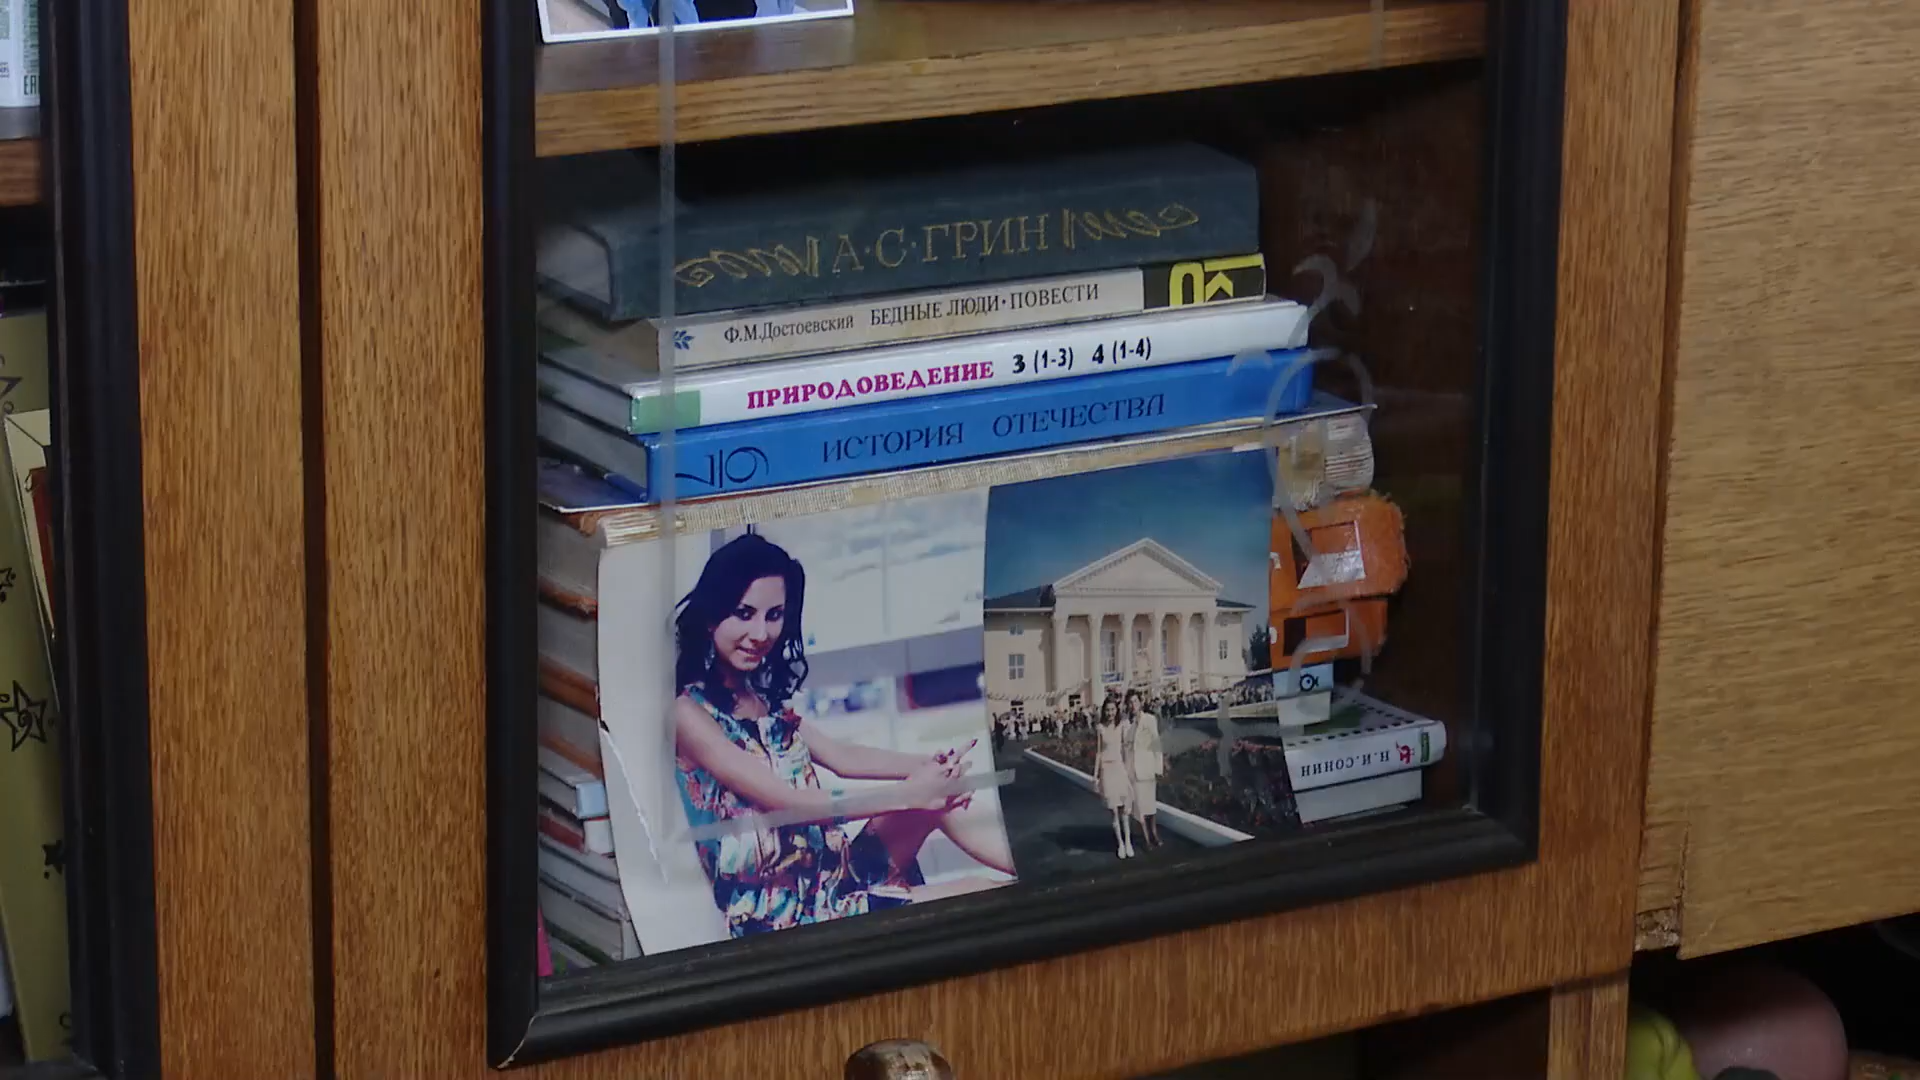 А·С·ГРИН
Ф.М.Достоевский БЕДНЫЕ ЛЮДИ·ПОВЕСТИ
ПРИРОДОВЕДЕНИЕ 3 (1-3) 4 (1-4)
ИСТОРИЯ ОТЕЧЕСТВА
Н.И.СОНИН